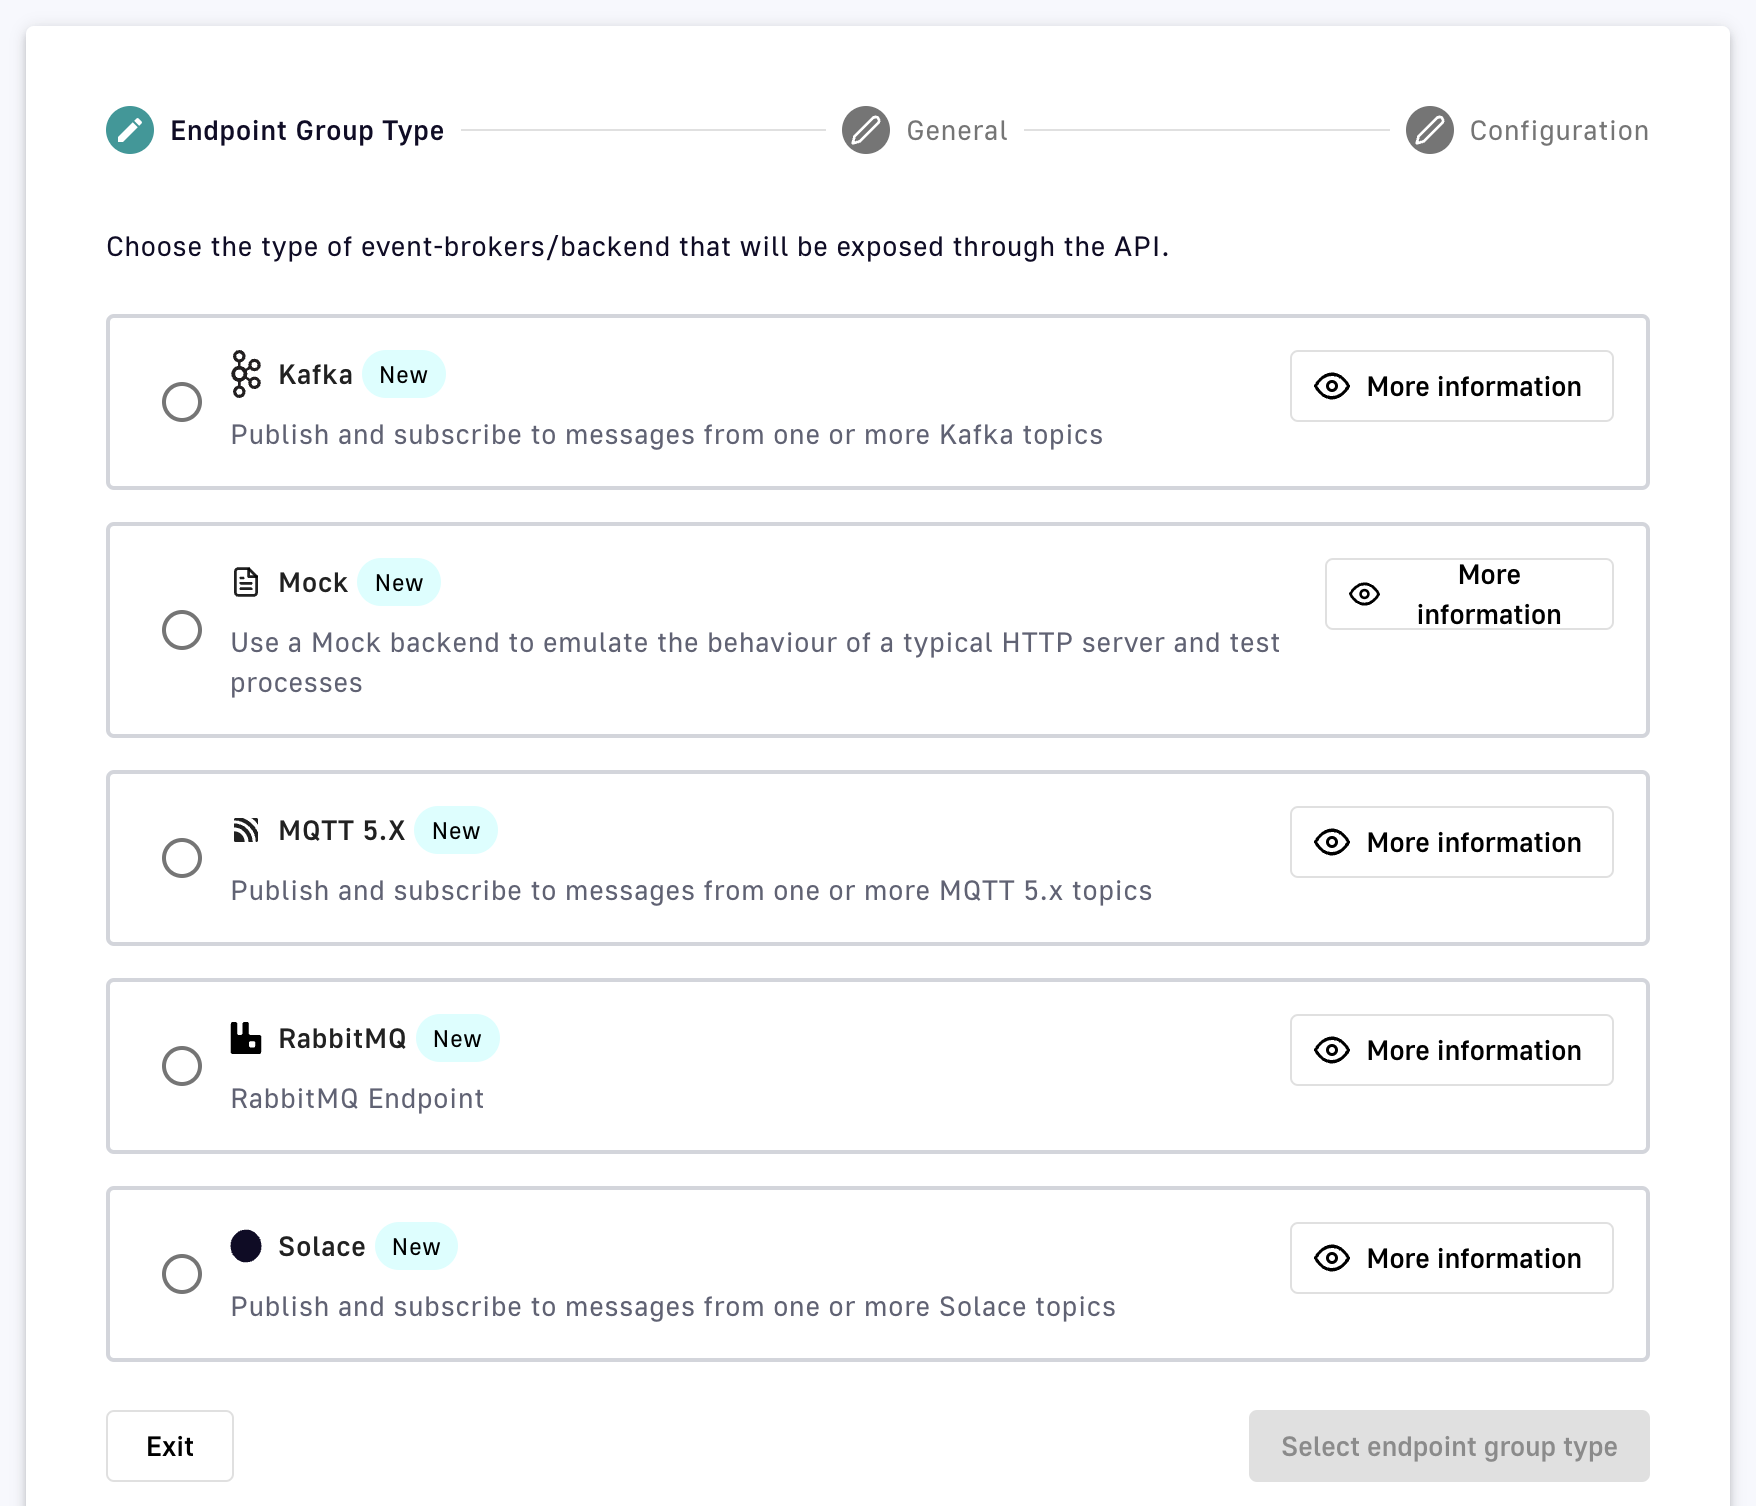 Endpoint Group Type
General
Configuration
Choose the type of event-brokers/backend that will be exposed through the API.
Kafka New
More information
Publish and subscribe to messages from one or more Kafka topics
Mock New
More
information
Use a Mock backend to emulate the behaviour of a typical HTTP server and test
processes
MQTT 5.X New
More information
Publish and subscribe to messages from one or more MQTT 5.x topics
RabbitMQ New
More information
RabbitMQ Endpoint
Solace New
More information
Publish and subscribe to messages from one or more Solace topics
Exit
Select endpoint group type